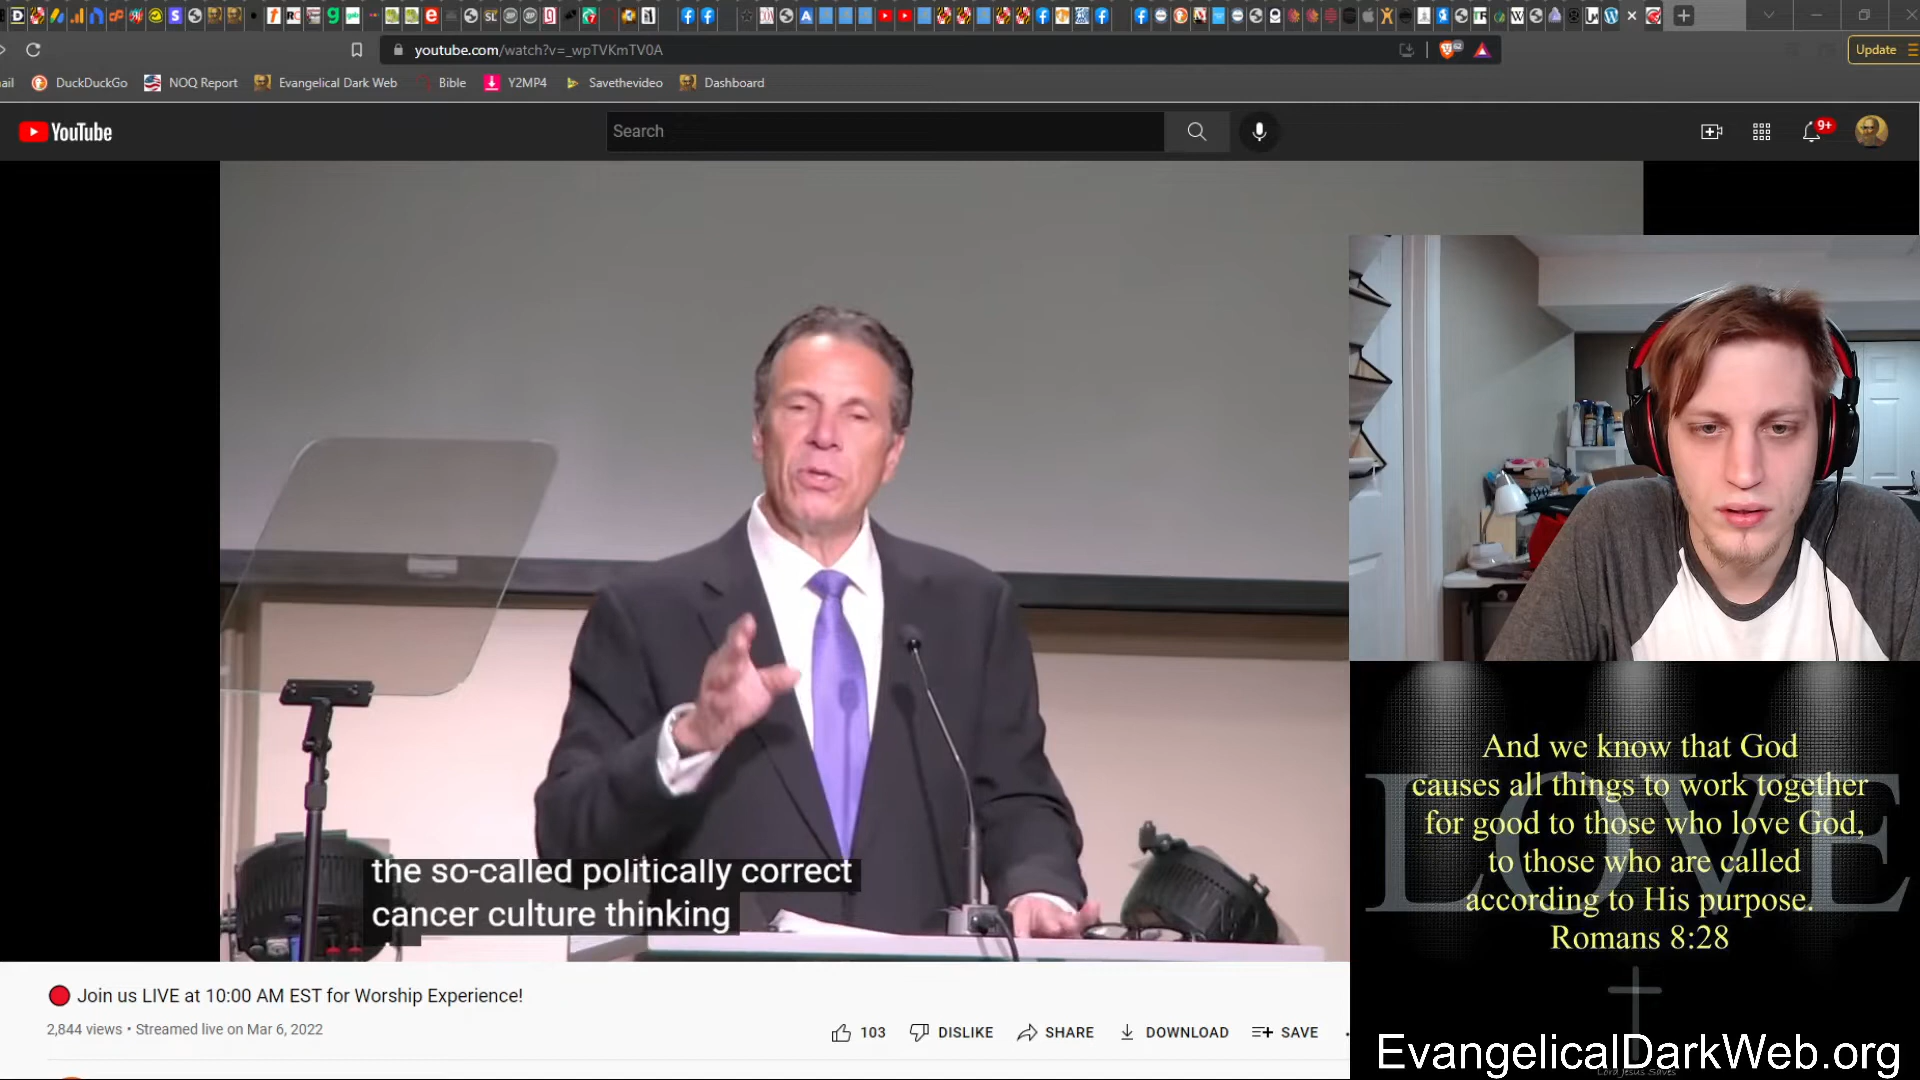 youtube.com/watch?v=_wpTVKmTV0A
Update
ail
DuckDuckGo
NOQ Report
Evangelical Dark Web
Bible
Y2MP4
Savethevideo
Dashboard
YouTube
Search
9+
the so-called politically correct
cancer culture thinking
And we know that God
causes all things to work together
for good to those who love God,
to those who are called
according to His purpose.
Romans 8:28
LOVE
Join us LIVE at 10:00 AM EST for Worship Experience!
2,844 views • Streamed live on Mar 6, 2022
103
DISLIKE
SHARE
DOWNLOAD
SAVE
EvangelicalDarkWeb.org
Lord Jesus Saves